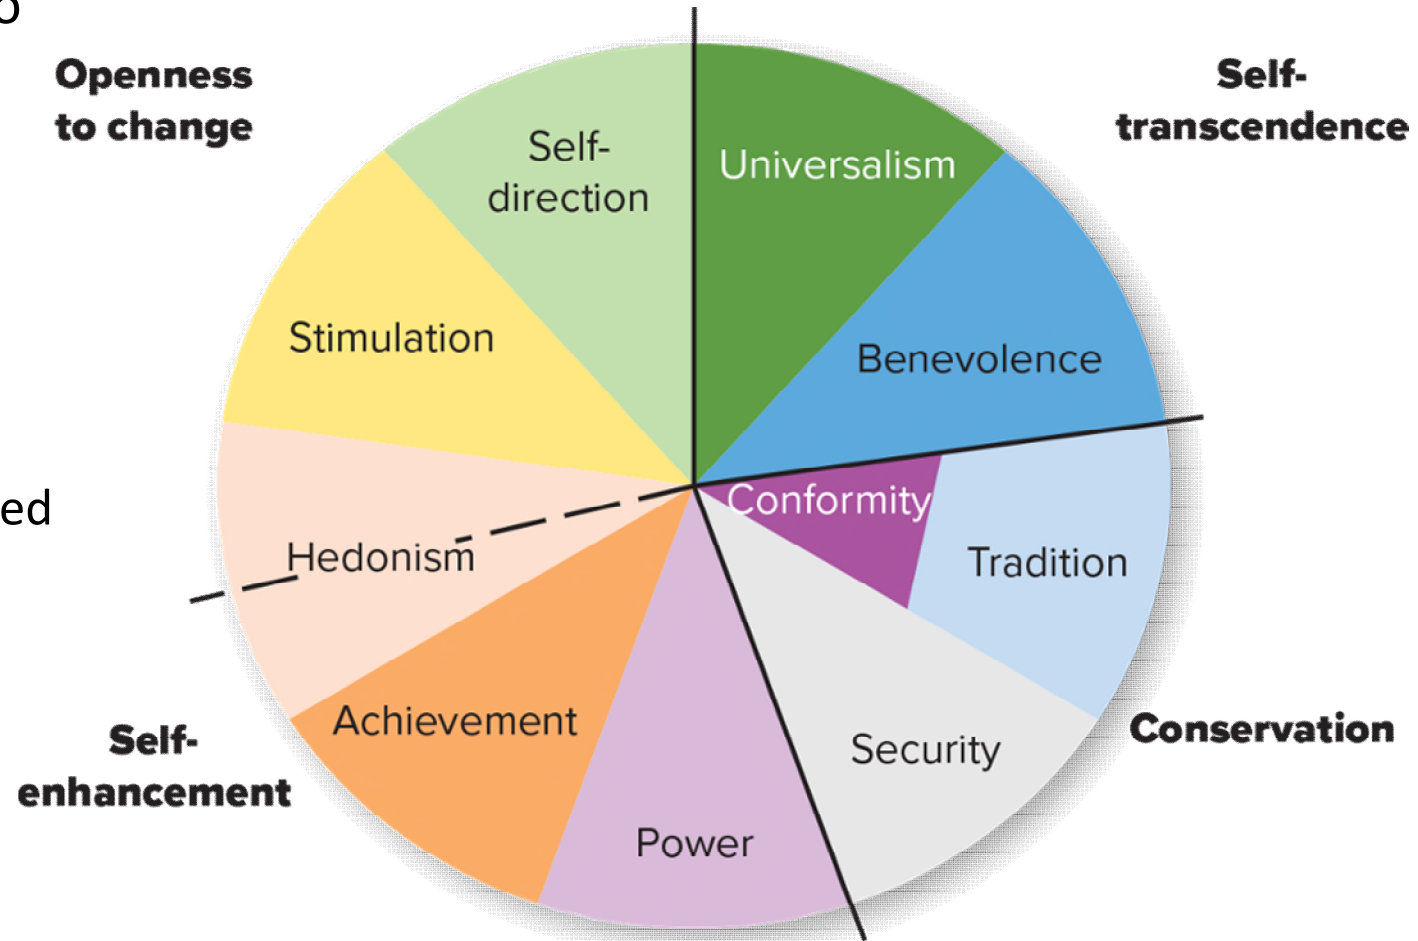 Openness
to change
Self-
transcendence
Self-
direction
Universalism
Stimulation
Benevolence
Conformity
ed
Hedonism
Tradition
Achievement
Security
Conservation
Self-
enhancement
Power